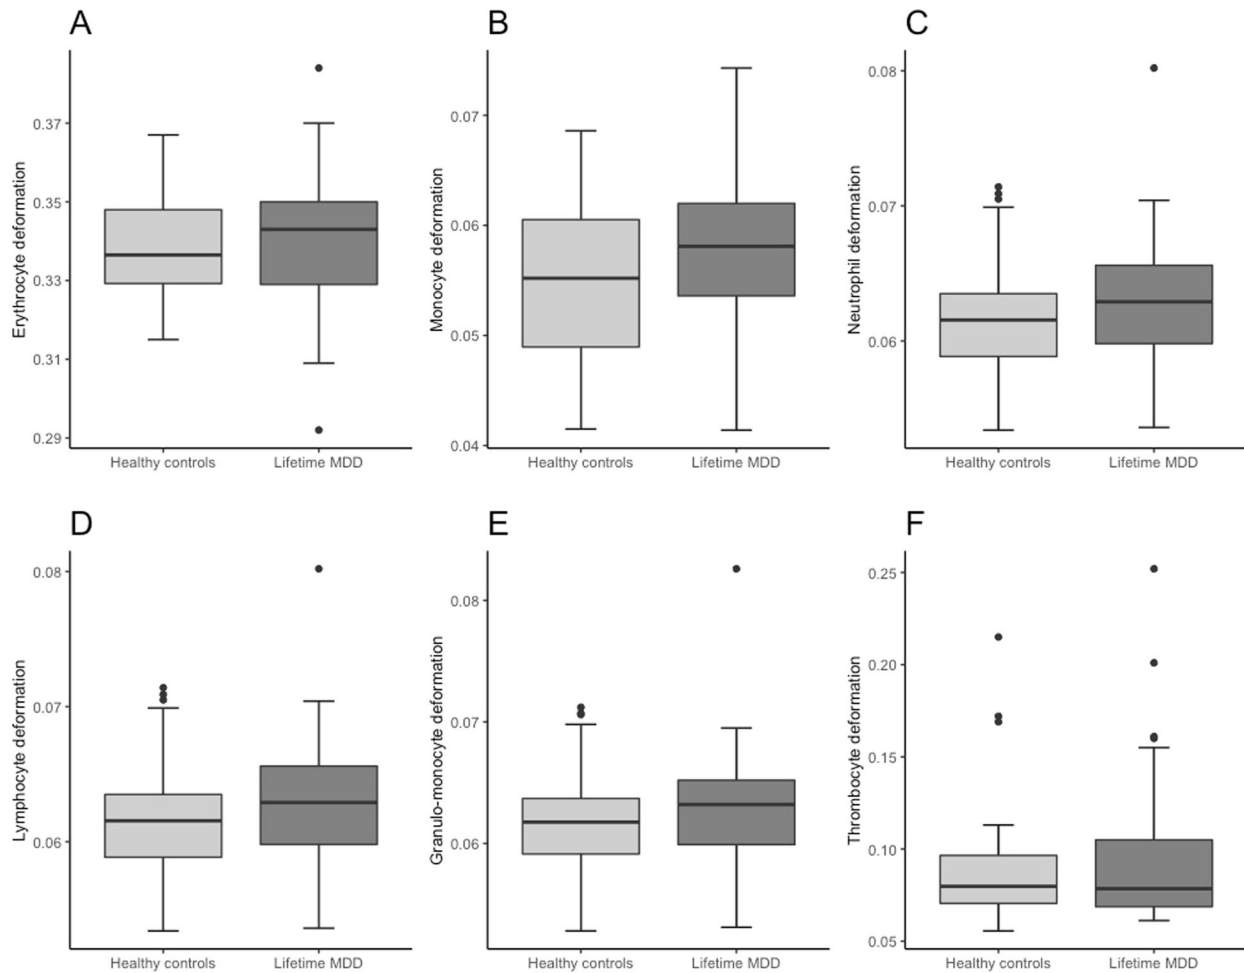 A
Erythrocyte deformation
0.37
0.35
0.33
0.31
0.29
Healthy controls
Lifetime MDD
B
Monocyte deformation
0.07
0.06
0.05
0.04
Healthy controls
Lifetime MDD
C
Neutrophil deformation
0.08
0.07
0.06
Healthy controls
Lifetime MDD
D
Lymphocyte deformation
0.08
0.07
0.06
Healthy controls
Lifetime MDD
E
Granulo-monocyte deformation
0.08
0.07
0.06
Healthy controls
Lifetime MDD
F
Thrombocyte deformation
0.25
0.20
0.15
0.10
0.05
Healthy controls
Lifetime MDD